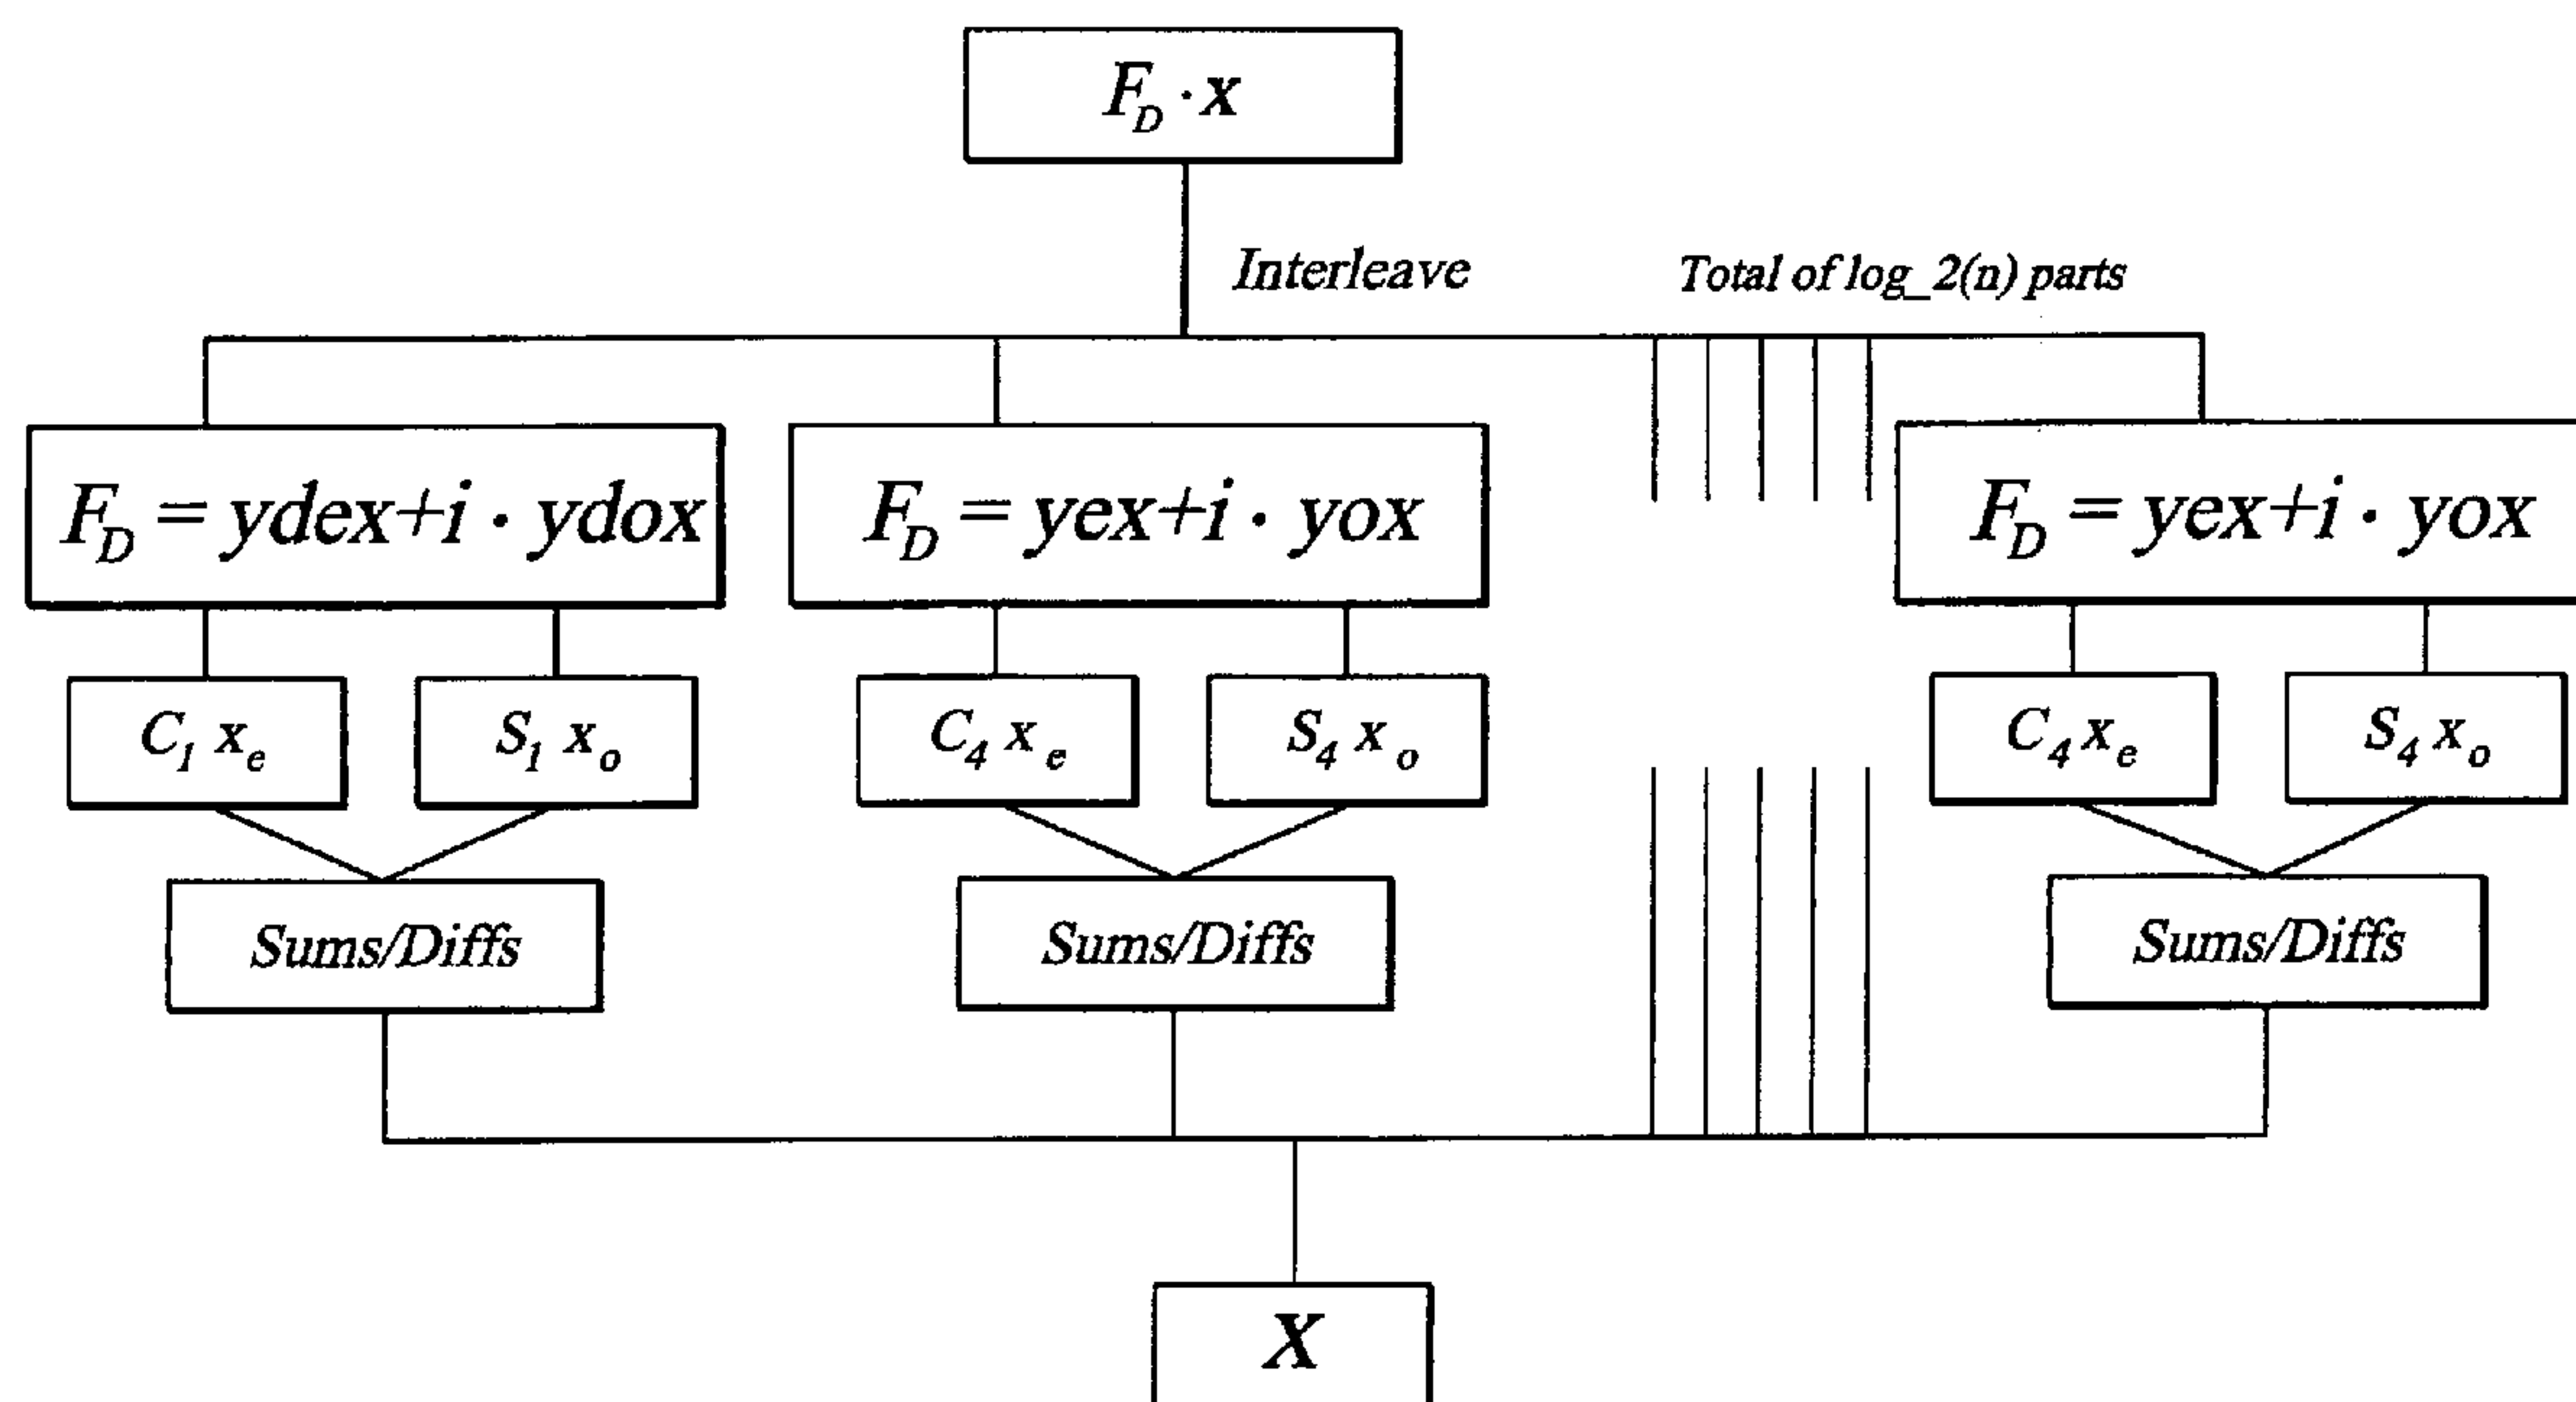 F_D · x
Interleave
Total of log_2(n) parts
F_D = ydex+i · ydox
F_D = yex+i · yox
F_D = yex+i · yox
C_1 x_e
S_1 x_o
C_4 x_e
S_4 x_o
C_4 x_e
S_4 x_o
Sums/Diffs
Sums/Diffs
Sums/Diffs
X